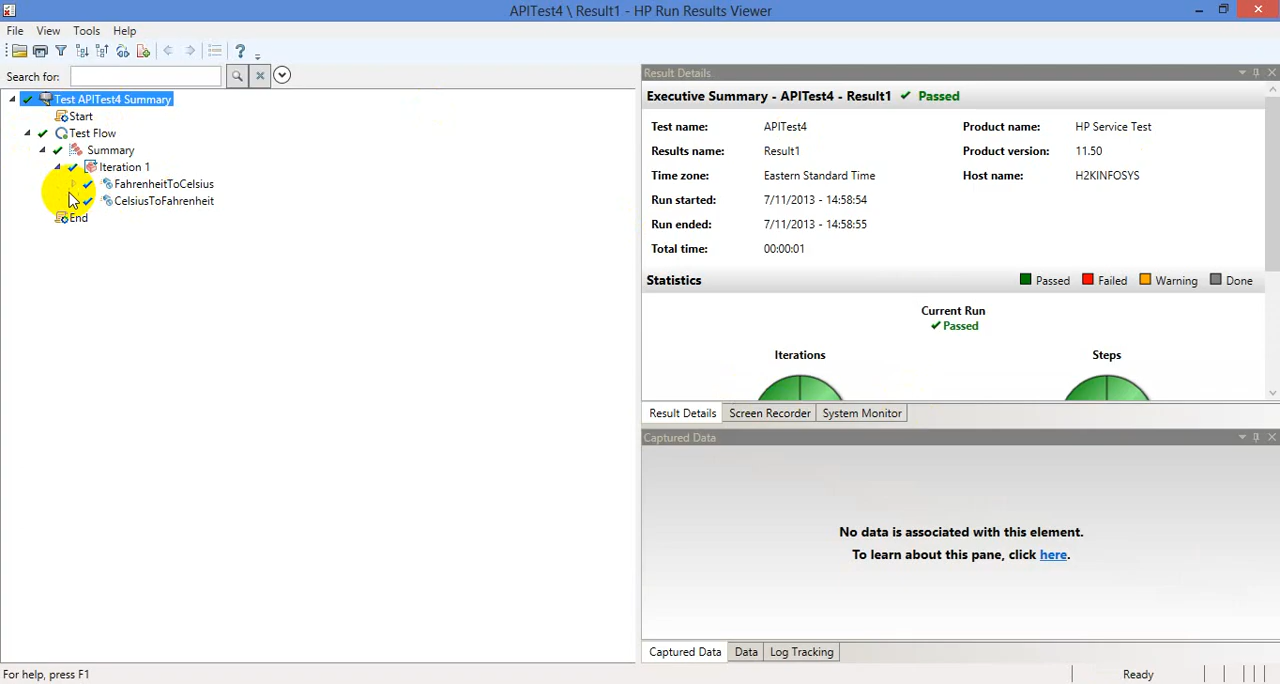 APITest4 \ Result1 - HP Run Results Viewer
File View Tools Help
Search for:
Test APITest4 Summary
Start
Test Flow
Summary
Iteration 1
FahrenheitToCelsius
CelsiusToFahrenheit
End
Result Details
Executive Summary - APITest4 - Result1 Passed
Test name: APITest4 Product name: HP Service Test
Results name: Result1 Product version: 11.50
Time zone: Eastern Standard Time Host name: H2KINFOSYS
Run started: 7/11/2013 - 14:58:54
Run ended: 7/11/2013 - 14:58:55
Total time: 00:00:01
Statistics Passed Failed Warning Done
Current Run
Passed
Iterations Steps
Result Details Screen Recorder System Monitor
Captured Data
No data is associated with this element.
To learn about this pane, click here.
Captured Data Data Log Tracking
For help, press F1 Ready